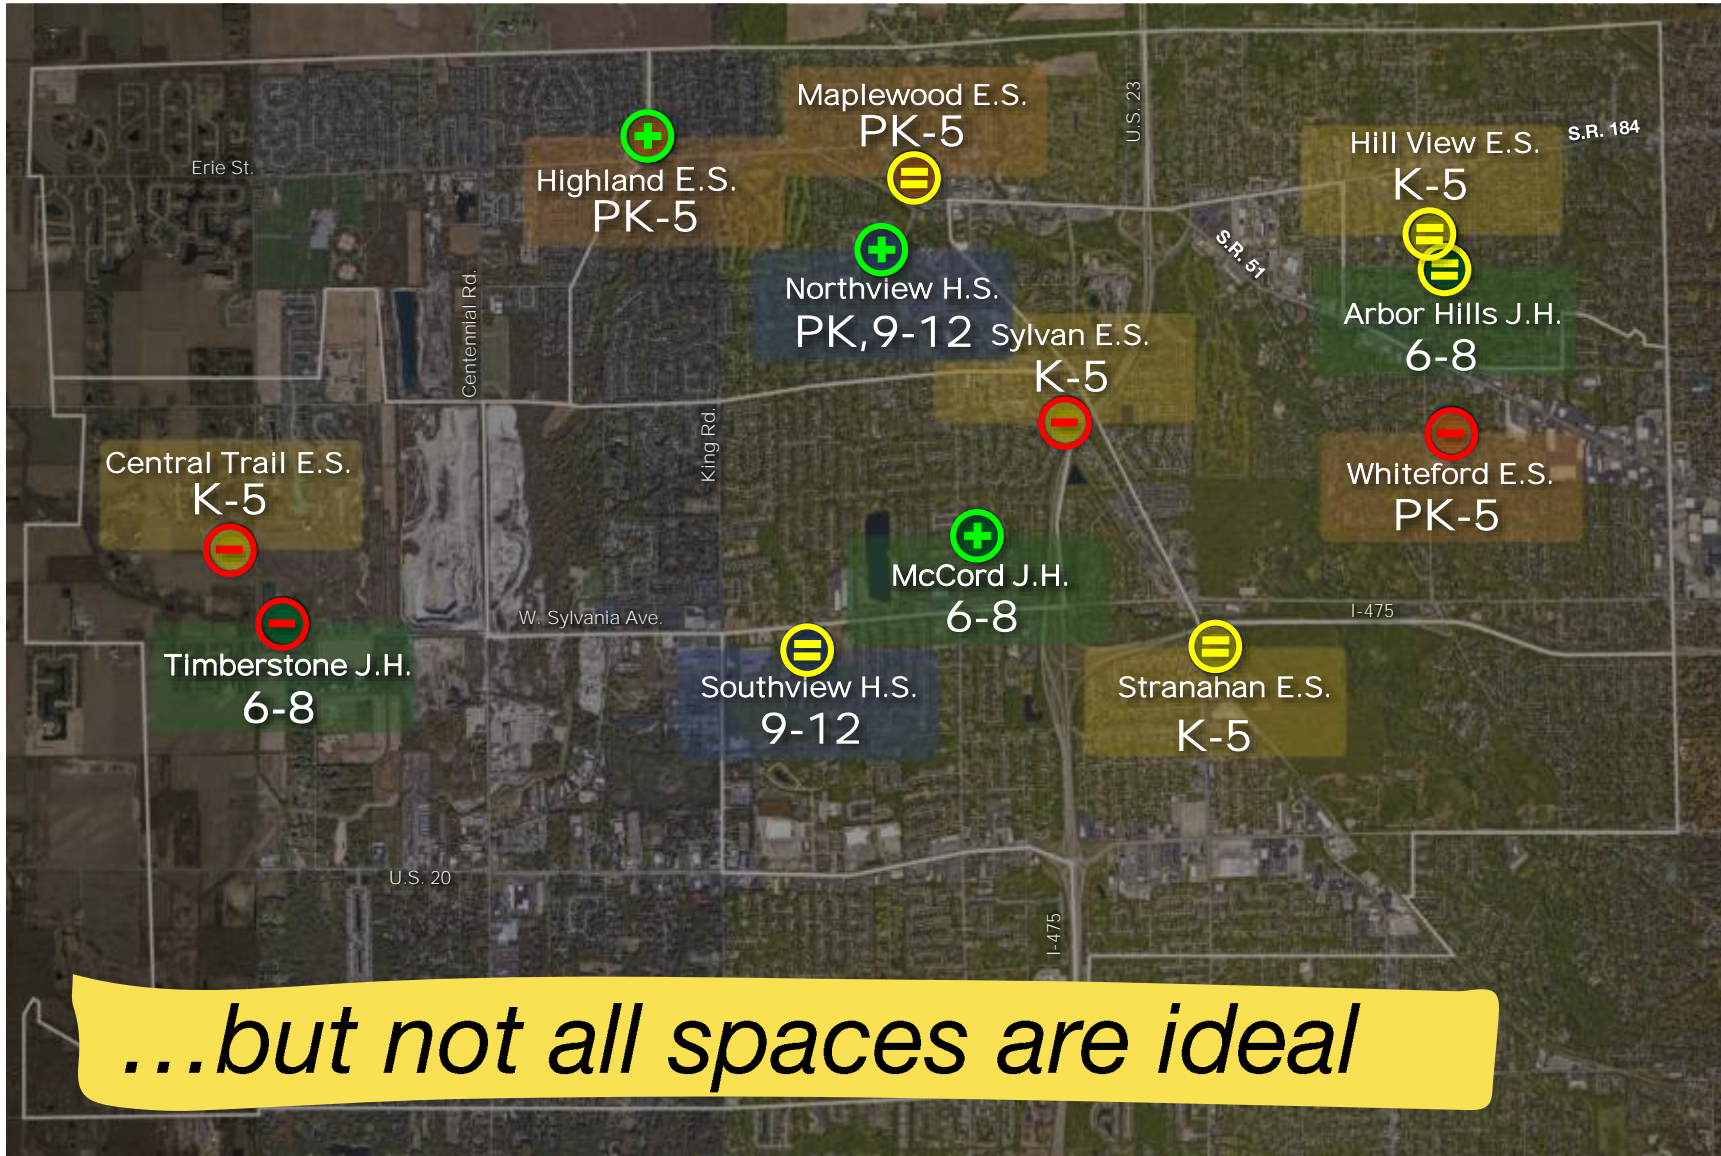 Maplewood E.S.
PK-5
U.S. 23
Hill View E.S.
K-5
S.R. 184
Erie St.
Highland E.S.
PK-5
S.R. 51
Northview H.S.
PK,9-12
Sylvan E.S.
K-5
Arbor Hills J.H.
6-8
Centennial Rd.
King Rd.
Central Trail E.S.
K-5
Whiteford E.S.
PK-5
McCord J.H.
6-8
W. Sylvania Ave.
I-475
Timberstone J.H.
6-8
Southview H.S.
9-12
Stranahan E.S.
K-5
U.S. 20
I-475
...but not all spaces are ideal